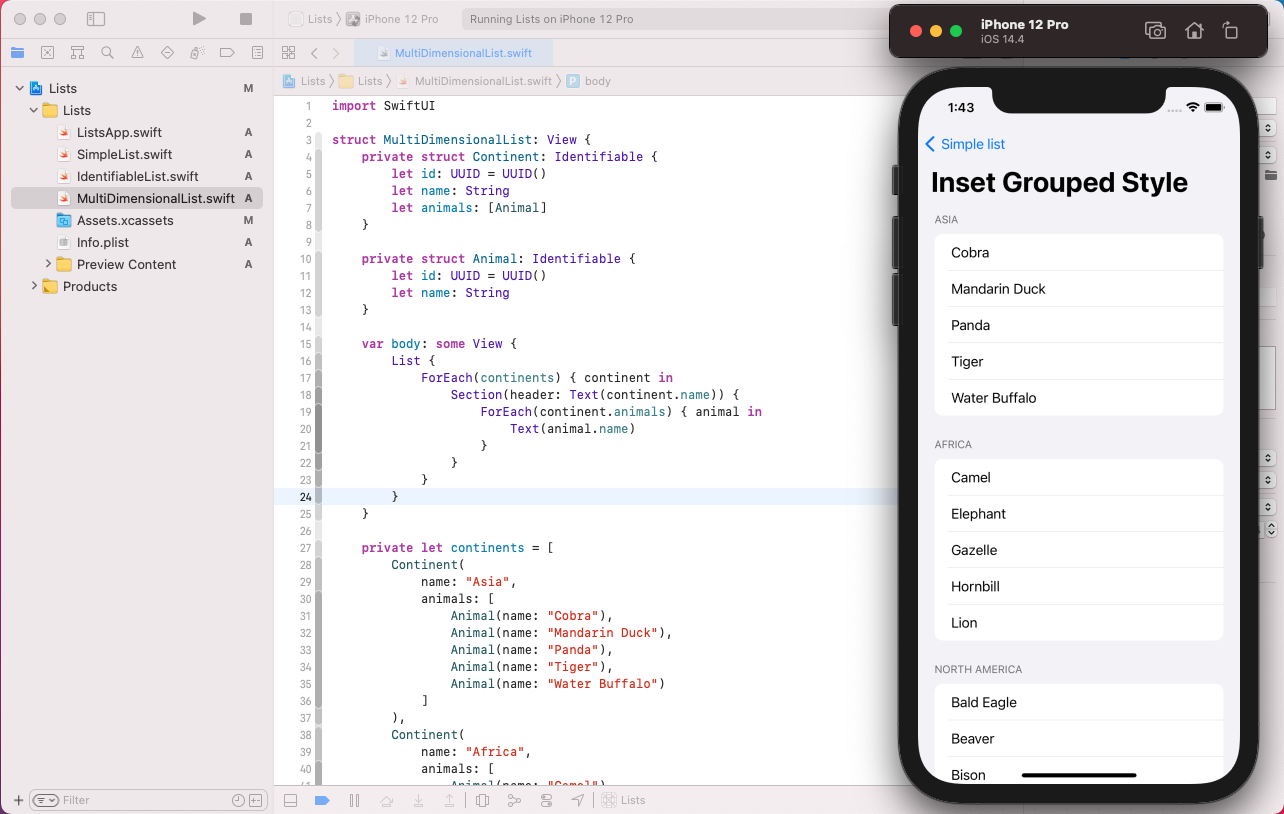 Lists
iPhone 12 Pro
Running Lists on iPhone 12 Pro
MultiDimensionalList.swift
Lists
Lists
MultiDimensionalList.swift
P
body
Lists M
Lists
ListsApp.swift A
SimpleList.swift A
IdentifiableList.swift A
MultiDimensionalList.swift A
Assets.xcassets M
Info.plist A
Preview Content A
Products
Filter
1 import SwiftUI
2
3 struct MultiDimensionalList: View {
4     private struct Continent: Identifiable {
5         let id: UUID = UUID()
6         let name: String
7         let animals: [Animal]
8     }
9
10     private struct Animal: Identifiable {
11         let id: UUID = UUID()
12         let name: String
13     }
14
15     var body: some View {
16         List {
17             ForEach(continents) { continent in
18                 Section(header: Text(continent.name)) {
19                     ForEach(continent.animals) { animal in
20                         Text(animal.name)
21                     }
22                 }
23             }
24         }
25     }
26
27     private let continents = [
28         Continent(
29             name: "Asia",
30             animals: [
31                 Animal(name: "Cobra"),
32                 Animal(name: "Mandarin Duck"),
33                 Animal(name: "Panda"),
34                 Animal(name: "Tiger"),
35                 Animal(name: "Water Buffalo")
36             ]
37         ),
38         Continent(
39             name: "Africa",
40             animals: [
41                 Animal(name: "Camel")
Lists
iPhone 12 Pro
iOS 14.4
1:43
Simple list
Inset Grouped Style
ASIA
Cobra
Mandarin Duck
Panda
Tiger
Water Buffalo
AFRICA
Camel
Elephant
Gazelle
Hornbill
Lion
NORTH AMERICA
Bald Eagle
Beaver
Bison